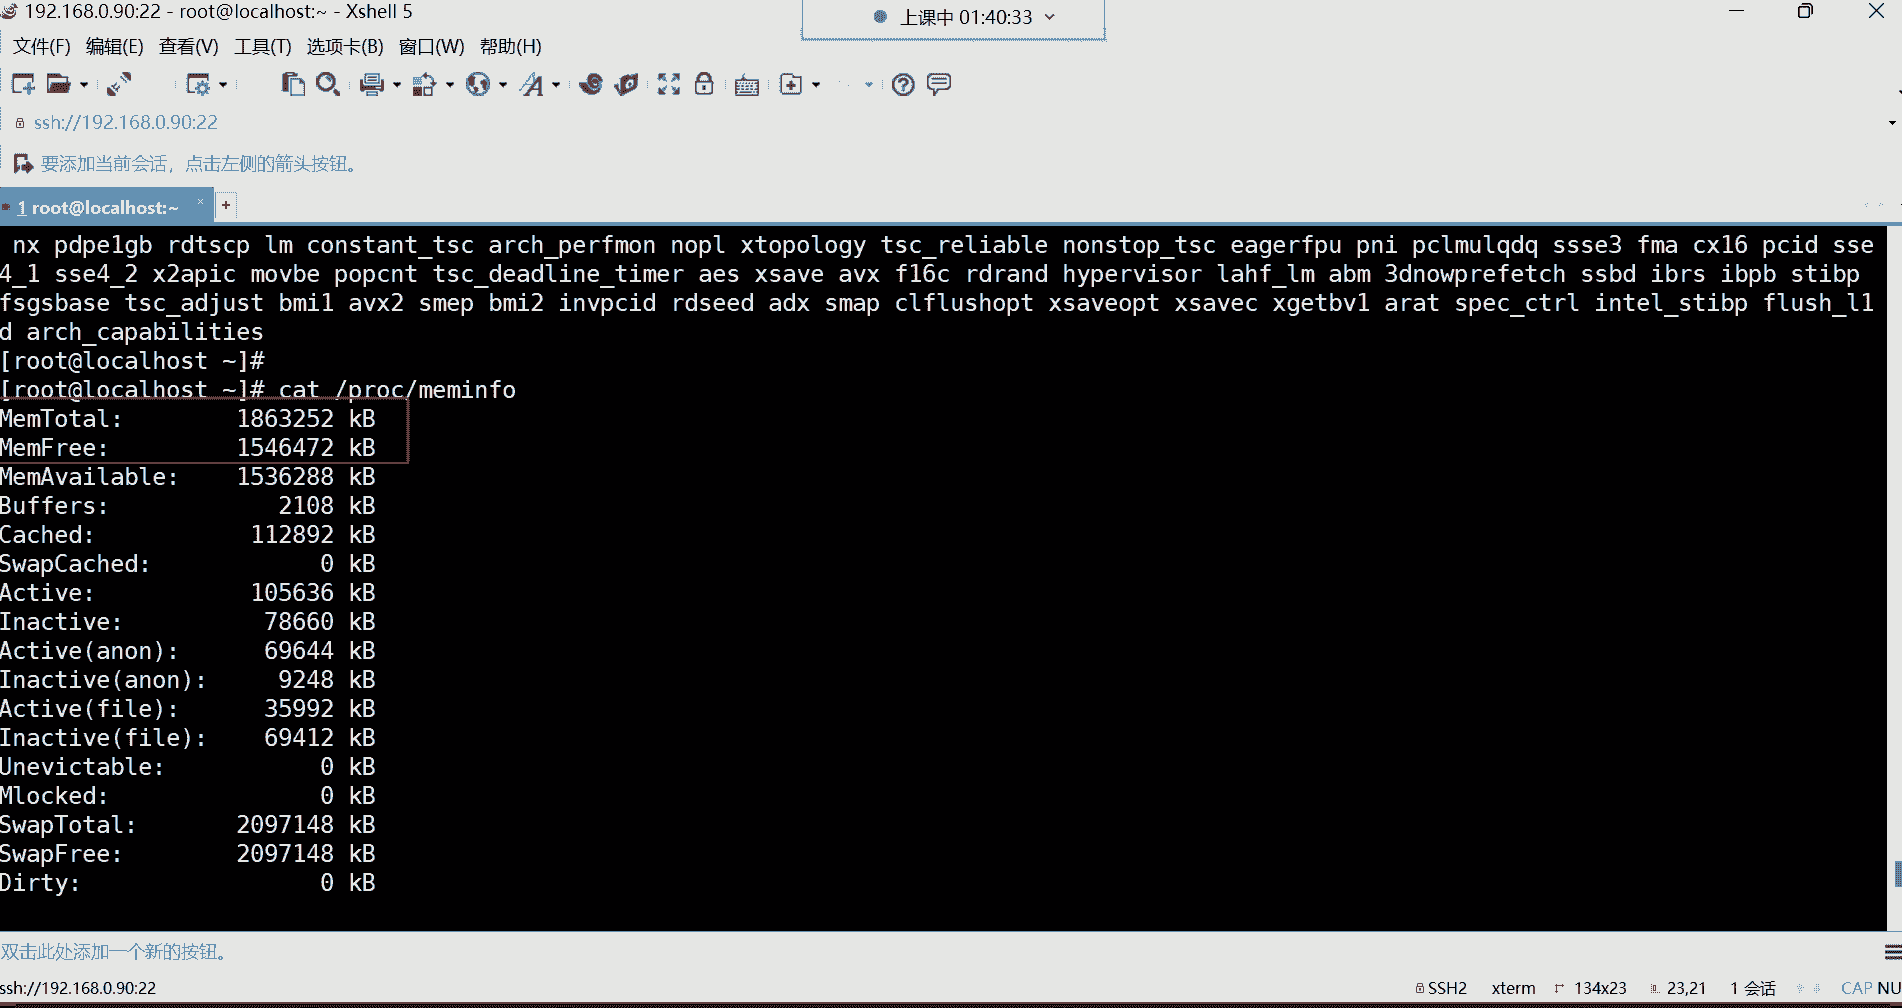 192.168.0.90:22 - root@localhost:~ - Xshell 5
上课中 01:40:33
文件(F) 编辑(E) 查看(V) 工具(T) 选项卡(B) 窗口(W) 帮助(H)
ssh://192.168.0.90:22
要添加当前会话，点击左侧的箭头按钮。
1 root@localhost:~ × +
nx pdpe1gb rdtscp lm constant_tsc arch_perfmon nopl xtopology tsc_reliable nonstop_tsc eagerfpu pni pclmulqdq ssse3 fma cx16 pcid sse
4_1 sse4_2 x2apic movbe popcnt tsc_deadline_timer aes xsave avx f16c rdrand hypervisor lahf_lm abm 3dnowprefetch ssbd ibrs ibpb stibp
fsgsbase tsc_adjust bmi1 avx2 smep bmi2 invpcid rdseed adx smap clflushopt xsaveopt xsavec xgetbv1 arat spec_ctrl intel_stibp flush_l1
d arch_capabilities
[root@localhost ~]#
[root@localhost ~]# cat /proc/meminfo
MemTotal: 1863252 kB
MemFree: 1546472 kB
MemAvailable: 1536288 kB
Buffers: 2108 kB
Cached: 112892 kB
SwapCached: 0 kB
Active: 105636 kB
Inactive: 78660 kB
Active(anon): 69644 kB
Inactive(anon): 9248 kB
Active(file): 35992 kB
Inactive(file): 69412 kB
Unevictable: 0 kB
Mlocked: 0 kB
SwapTotal: 2097148 kB
SwapFree: 2097148 kB
Dirty: 0 kB
双击此处添加一个新的按钮。
ssh://192.168.0.90:22 SSH2 xterm 134x23 23,21 1 会话 CAP NU